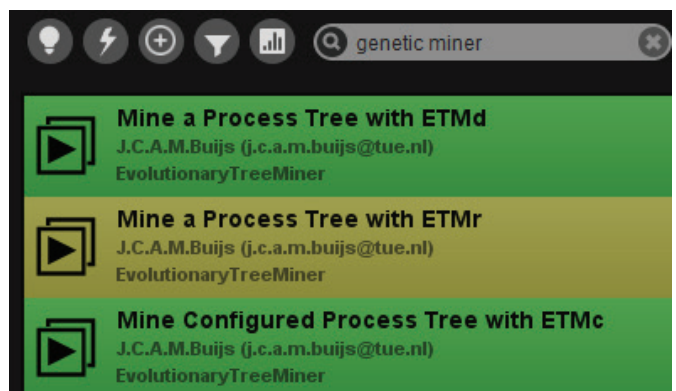 genetic miner
Mine a Process Tree with ETMd
J.C.A.M.Buijs (j.c.a.m.buijs@tue.nl)
EvolutionaryTreeMiner
Mine a Process Tree with ETMr
J.C.A.M.Buijs (j.c.a.m.buijs@tue.nl)
EvolutionaryTreeMiner
Mine Configured Process Tree with ETMc
J.C.A.M.Buijs (j.c.a.m.buijs@tue.nl)
EvolutionaryTreeMiner